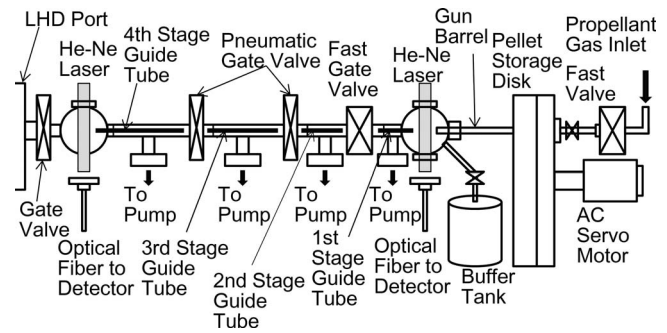 LHD Port
He-Ne
Laser
4th Stage
Guide
Tube
Pneumatic
Gate Valve
Fast
Gate
Valve
He-Ne
Laser
Gun
Barrel
Pellet
Storage
Disk
Propellant
Gas Inlet
Fast
Valve
Gate
Valve
Optical
Fiber to
Detector
To
Pump
3rd Stage
Guide
Tube
To
Pump
2nd Stage
Guide
Tube
To
Pump
1st
Stage
Guide
Tube
To
Pump
Optical
Fiber to
Detector
Buffer
Tank
AC
Servo
Motor